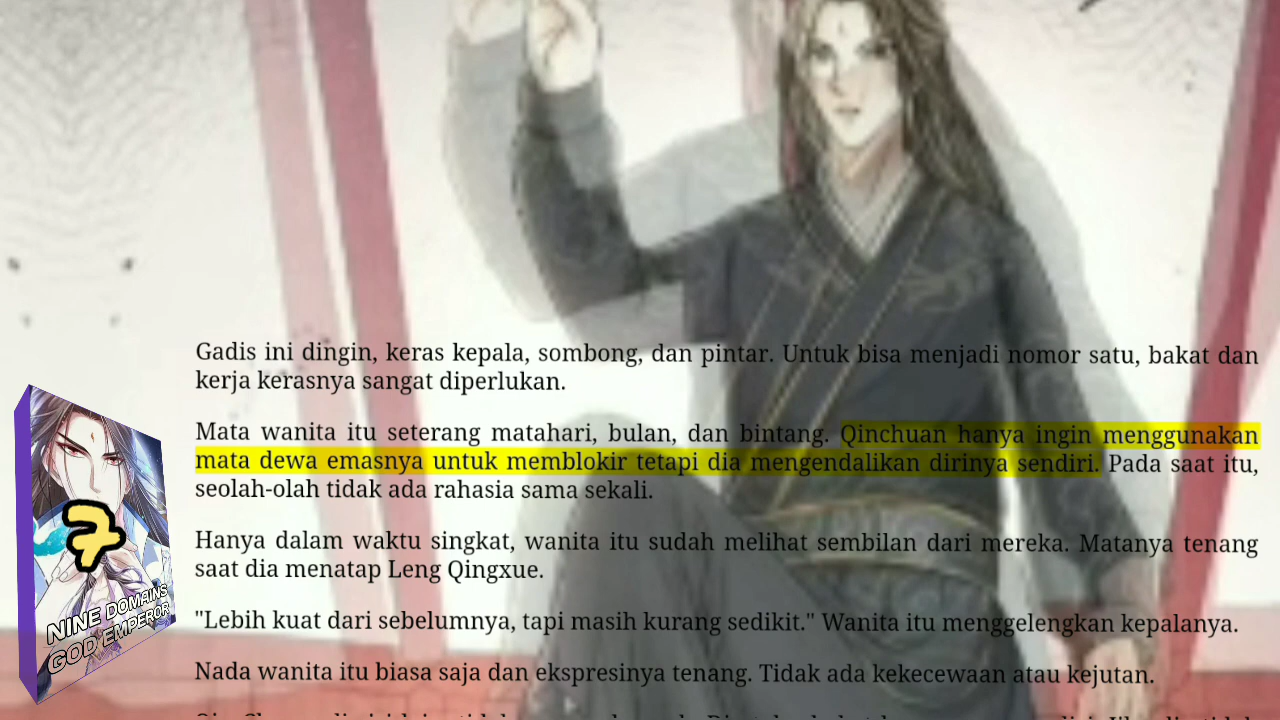 Gadis ini dingin, keras kepala, sombong, dan pintar. Untuk bisa menjadi nomor satu, bakat dan
kerja kerasnya sangat diperlukan.
Mata wanita itu seterang matahari, bulan, dan bintang. Qinchuan hanya ingin menggunakan
mata dewa emasnya untuk memblokir tetapi dia mengendalikan dirinya sendiri. Pada saat itu,
seolah-olah tidak ada rahasia sama sekali.
Hanya dalam waktu singkat, wanita itu sudah melihat sembilan dari mereka. Matanya tenang
saat dia menatap Leng Qingxue.
"Lebih kuat dari sebelumnya, tapi masih kurang sedikit." Wanita itu menggelengkan kepalanya.
Nada wanita itu biasa saja dan ekspresinya tenang. Tidak ada kekecewaan atau kejutan.
7
NINE DOMAINS
GOD EMPEROR